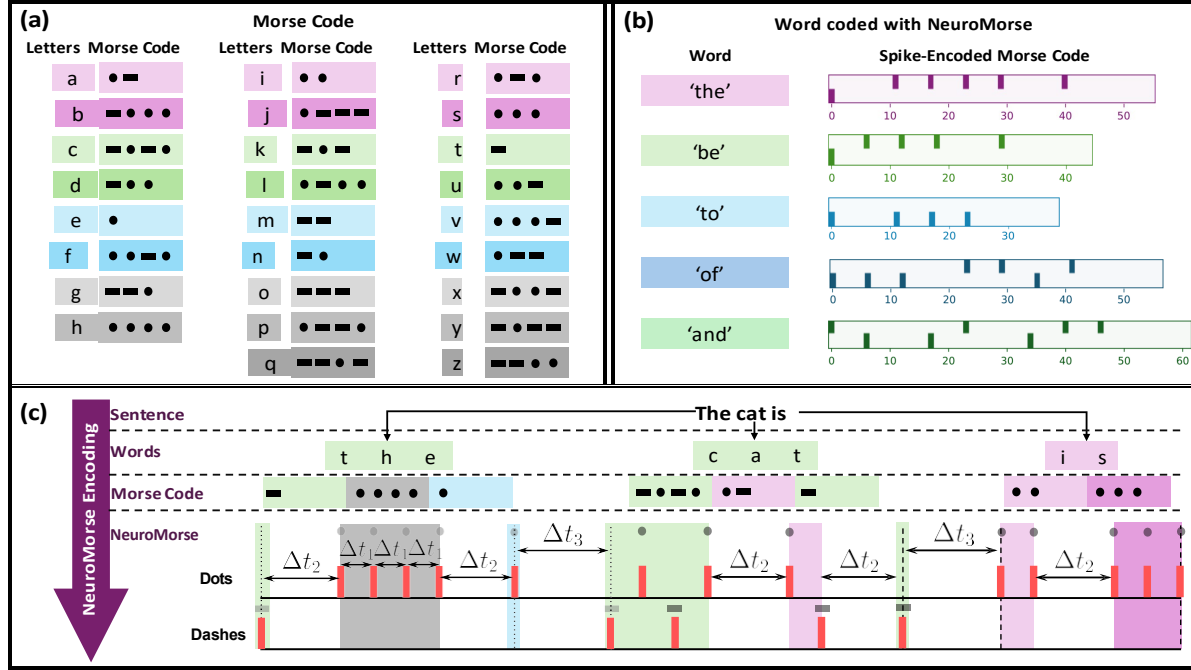 (a)
Morse Code
Letters Morse Code Letters Morse Code Letters Morse Code
a i r
b j s
c k t
d l u
e m v
f n w
g o x
h p y
q z
(b)
Word coded with NeuroMorse
Word Spike-Encoded Morse Code
'the'
0 10 20 30 40 50
'be'
0 10 20 30 40
'to'
0 10 20 30
'of'
0 10 20 30 40 50
'and'
0 10 20 30 40 50 60
(c)
NeuroMorse Encoding
Sentence The cat is
Words t h e c a t i s
Morse Code
NeuroMorse
Δt₂ Δt₁ Δt₁ Δt₁ Δt₂ Δt₃ Δt₂ Δt₂ Δt₃ Δt₂
Dots
Dashes